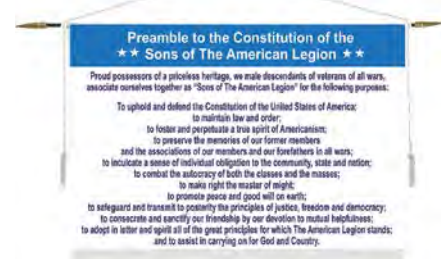 Preamble to the Constitution of the
★★ Sons of The American Legion ★★
Proud possessors of a priceless heritage, we male descendants of veterans of all wars,
associate ourselves together as "Sons of The American Legion" for the following purposes:
To uphold and defend the Constitution of the United States of America;
to maintain law and order;
to foster and perpetuate a true spirit of Americanism;
to preserve the memories of our former members
and the associations of our members and our forefathers in all wars;
to inculcate a sense of individual obligation to the community, state and nation;
to combat the autocracy of both the classes and the masses;
to make right the master of might;
to promote peace and good will on earth;
to safeguard and transmit to posterity the principles of justice, freedom and democracy;
to consecrate and sanctify our friendship by our devotion to mutual helpfulness;
to adopt in letter and spirit all of the great principles for which The American Legion stands;
and to assist in carrying on for God and Country.